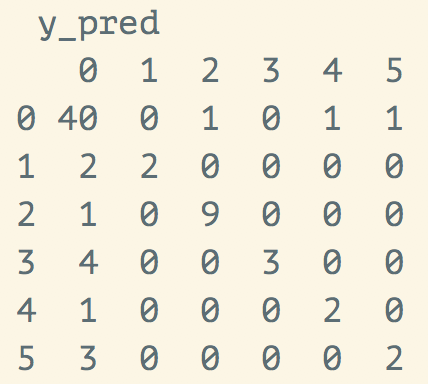 y_pred
0 1 2 3 4 5
0 40 0 1 0 1 1
1 2 2 0 0 0 0
2 1 0 9 0 0 0
3 4 0 0 3 0 0
4 1 0 0 0 2 0
5 3 0 0 0 0 2